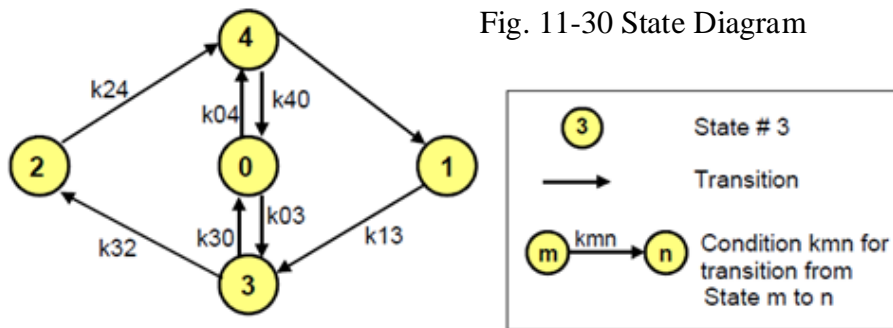 Fig. 11-30 State Diagram
4
k24
k04
k40
2
0
1
k30
k03
k32
k13
3
3 State # 3
Transition
m kmn n Condition kmn for
transition from
State m to n